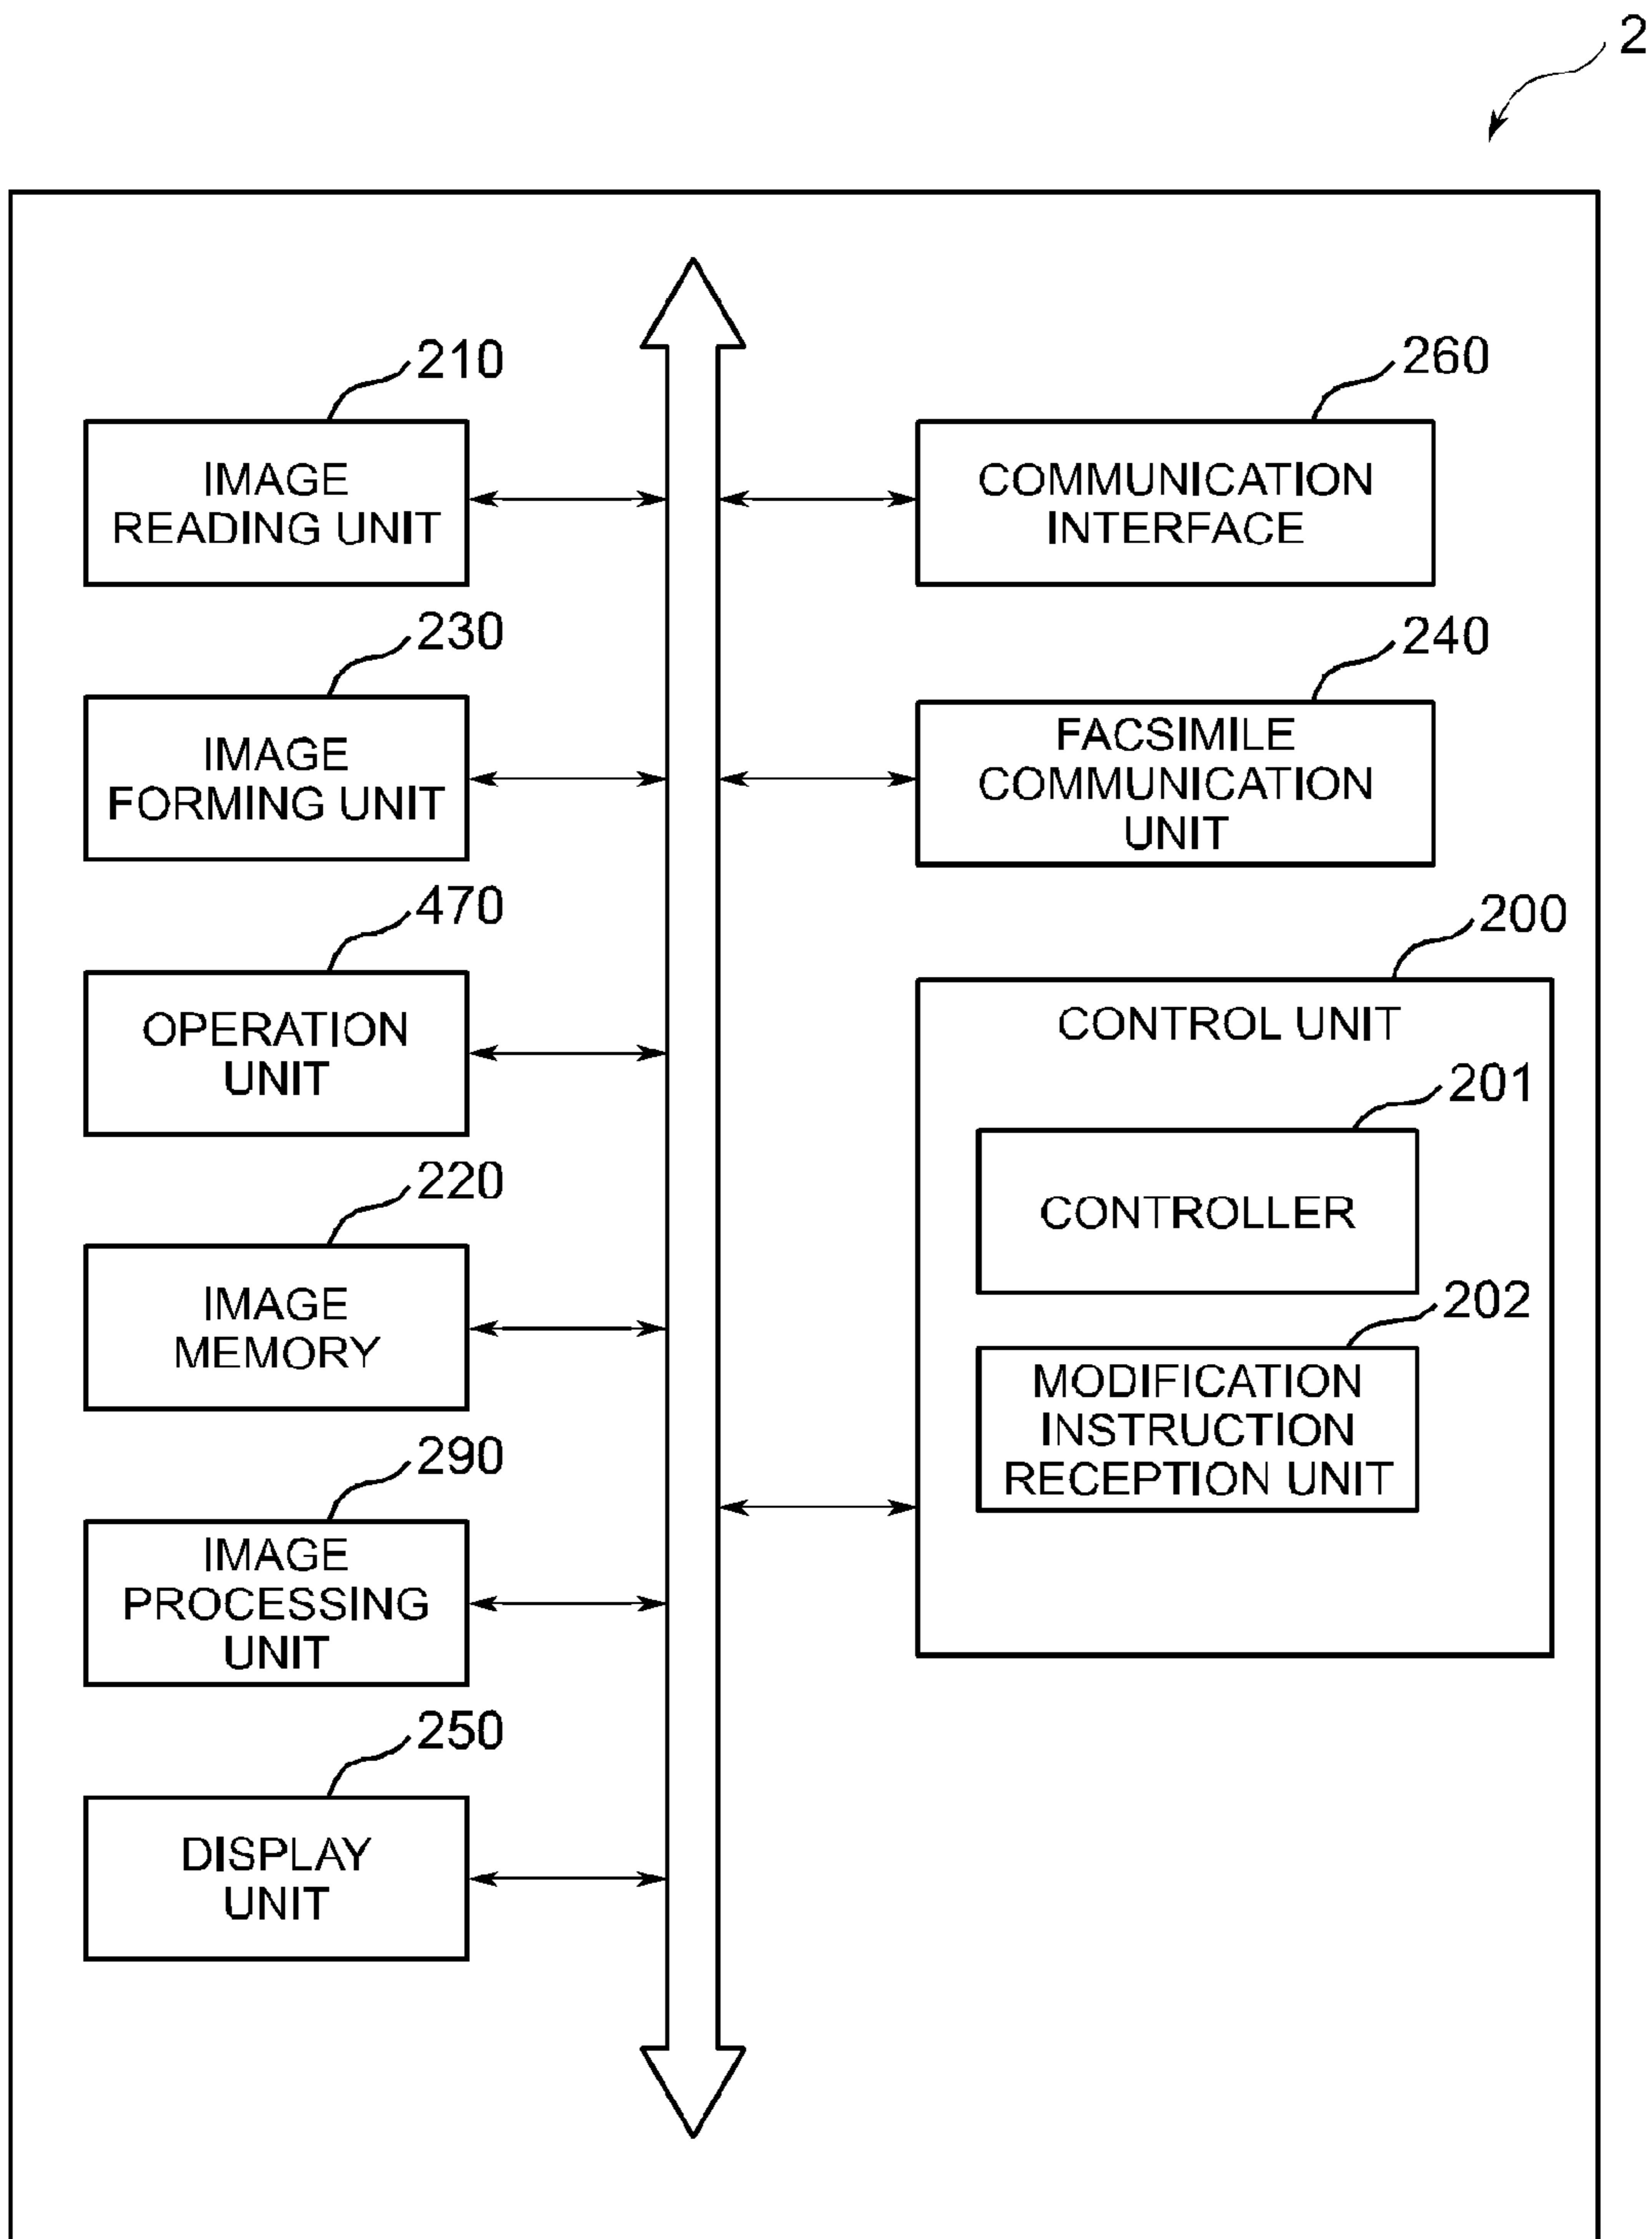 2
210
IMAGE
READING UNIT
230
IMAGE
FORMING UNIT
470
OPERATION
UNIT
220
IMAGE
MEMORY
290
IMAGE
PROCESSING
UNIT
250
DISPLAY
UNIT
260
COMMUNICATION
INTERFACE
240
FACSIMILE
COMMUNICATION
UNIT
200
CONTROL UNIT
201
CONTROLLER
202
MODIFICATION
INSTRUCTION
RECEPTION UNIT